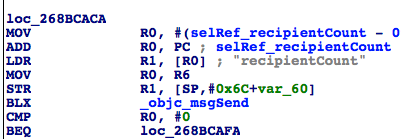 loc_268BCACA
MOV R0, #(selRef_recipientCount - 0
ADD R0, PC ; selRef_recipientCount
LDR R1, [R0] ; "recipientCount"
MOV R0, R6
STR R1, [SP,#0x6C+var_60]
BLX _objc_msgSend
CMP R0, #0
BEQ loc_268BCAFA